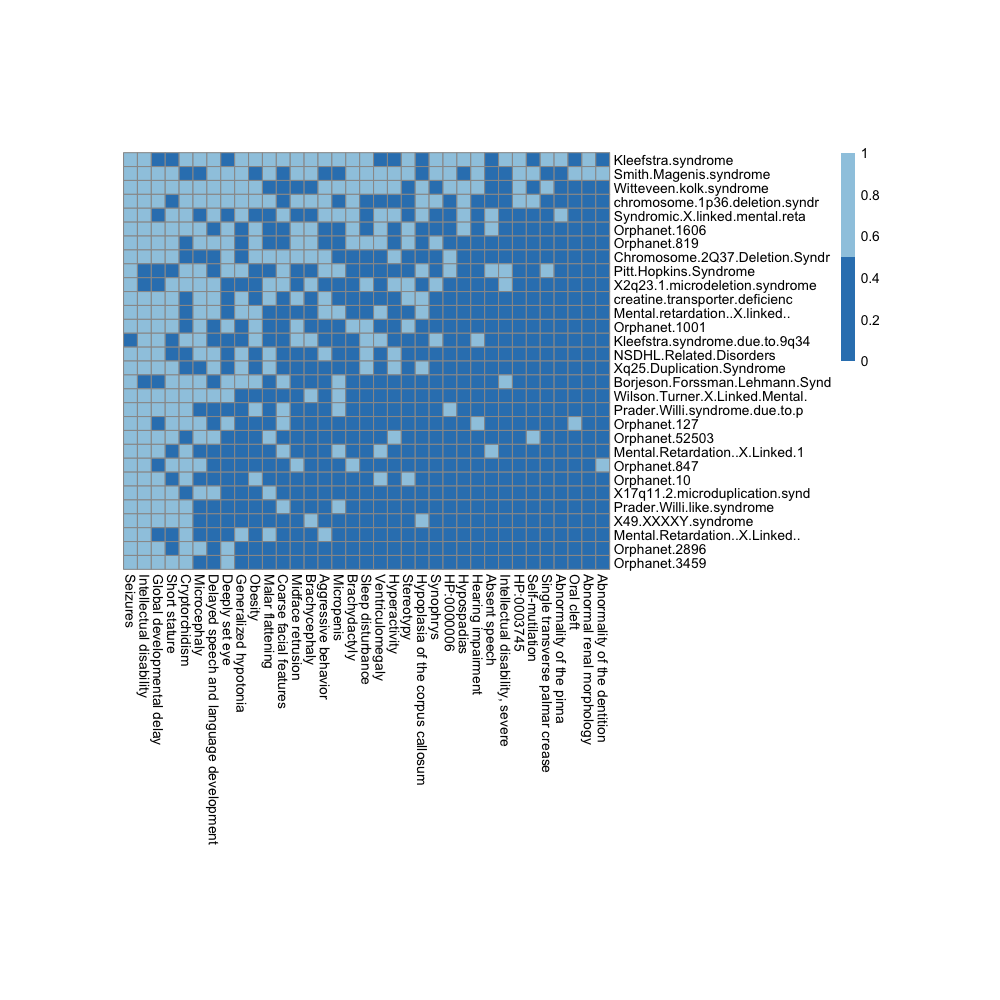 Kleefstra.syndrome
Smith.Magenis.syndrome
Witteveen.kolk.syndrome
chromosome.1p36.deletion.syndr
Syndromic.X.linked.mental.reta
Orphanet.1606
Orphanet.819
Chromosome.2Q37.Deletion.Syndr
Pitt.Hopkins.Syndrome
X2q23.1.microdeletion.syndrome
creatine.transporter.deficienc
Mental.retardation..X.linked..
Orphanet.1001
Kleefstra.syndrome.due.to.9q34
NSDHL.Related.Disorders
Xq25.Duplication.Syndrome
Borjeson.Forssman.Lehmann.Synd
Wilson.Turner.X.Linked.Mental.
Prader.Willi.syndrome.due.to.p
Orphanet.127
Orphanet.52503
Mental.Retardation..X.Linked.1
Orphanet.847
Orphanet.10
X17q11.2.microduplication.synd
Prader.Willi.like.syndrome
X49.XXXXY.syndrome
Mental.Retardation..X.Linked..
Orphanet.2896
Orphanet.3459
1
0.8
0.6
0.4
0.2
0
Seizures
Intellectual disability
Global developmental delay
Short stature
Cryptorchidism
Microcephaly
Delayed speech and language development
Deeply set eye
Generalized hypotonia
Obesity
Malar flattening
Coarse facial features
Midface retrusion
Brachycephaly
Aggressive behavior
Micropenis
Brachydactyly
Sleep disturbance
Ventriculomegaly
Hyperactivity
Stereotypy
Hypoplasia of the corpus callosum
Synophrys
HP:0000006
Hypospadias
Hearing impairment
Absent speech
Intellectual disability, severe
HP:0003745
Self-mutilation
Single transverse palmar crease
Abnormality of the pinna
Oral cleft
Abnormal renal morphology
Abnormality of the dentition